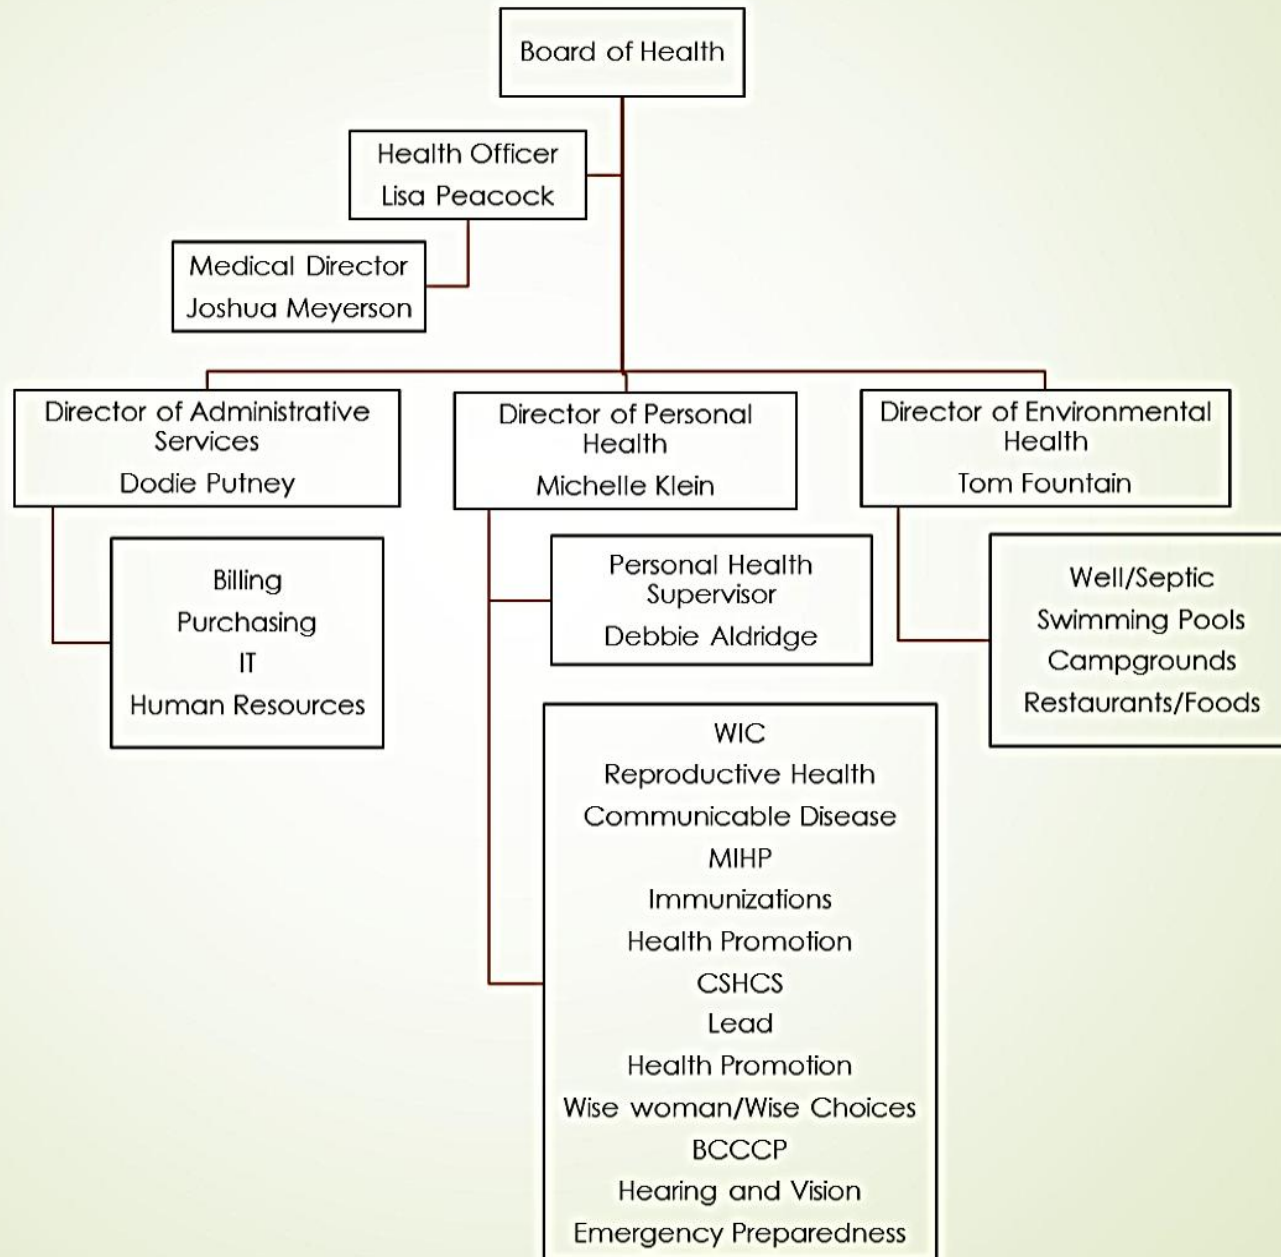 Board of Health
Health Officer
Lisa Peacock
Medical Director
Joshua Meyerson
Director of Administrative
Services
Dodie Putney
Director of Personal
Health
Michelle Klein
Director of Environmental
Health
Tom Fountain
Billing
Purchasing
IT
Human Resources
Personal Health
Supervisor
Debbie Aldridge
Well/Septic
Swimming Pools
Campgrounds
Restaurants/Foods
WIC
Reproductive Health
Communicable Disease
MIHP
Immunizations
Health Promotion
CSHCS
Lead
Health Promotion
Wise woman/Wise Choices
BCCCP
Hearing and Vision
Emergency Preparedness